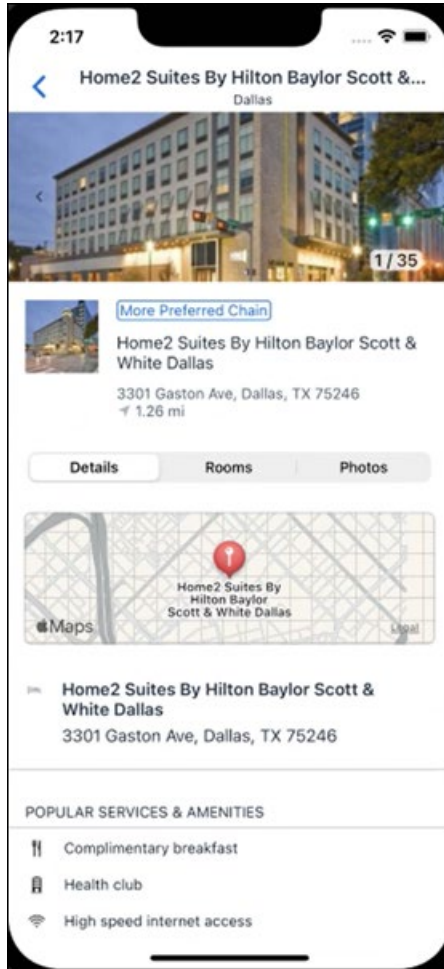 2:17
Home2 Suites By Hilton Baylor Scott &...
Dallas
1 / 35
More Preferred Chain
Home2 Suites By Hilton Baylor Scott &
White Dallas
3301 Gaston Ave, Dallas, TX 75246
1.26 mi
Details
Rooms
Photos
Home2 Suites By
Hilton Baylor
Scott & White Dallas
Maps
Legal
Home2 Suites By Hilton Baylor Scott &
White Dallas
3301 Gaston Ave, Dallas, TX 75246
POPULAR SERVICES & AMENITIES
Complimentary breakfast
Health club
High speed internet access